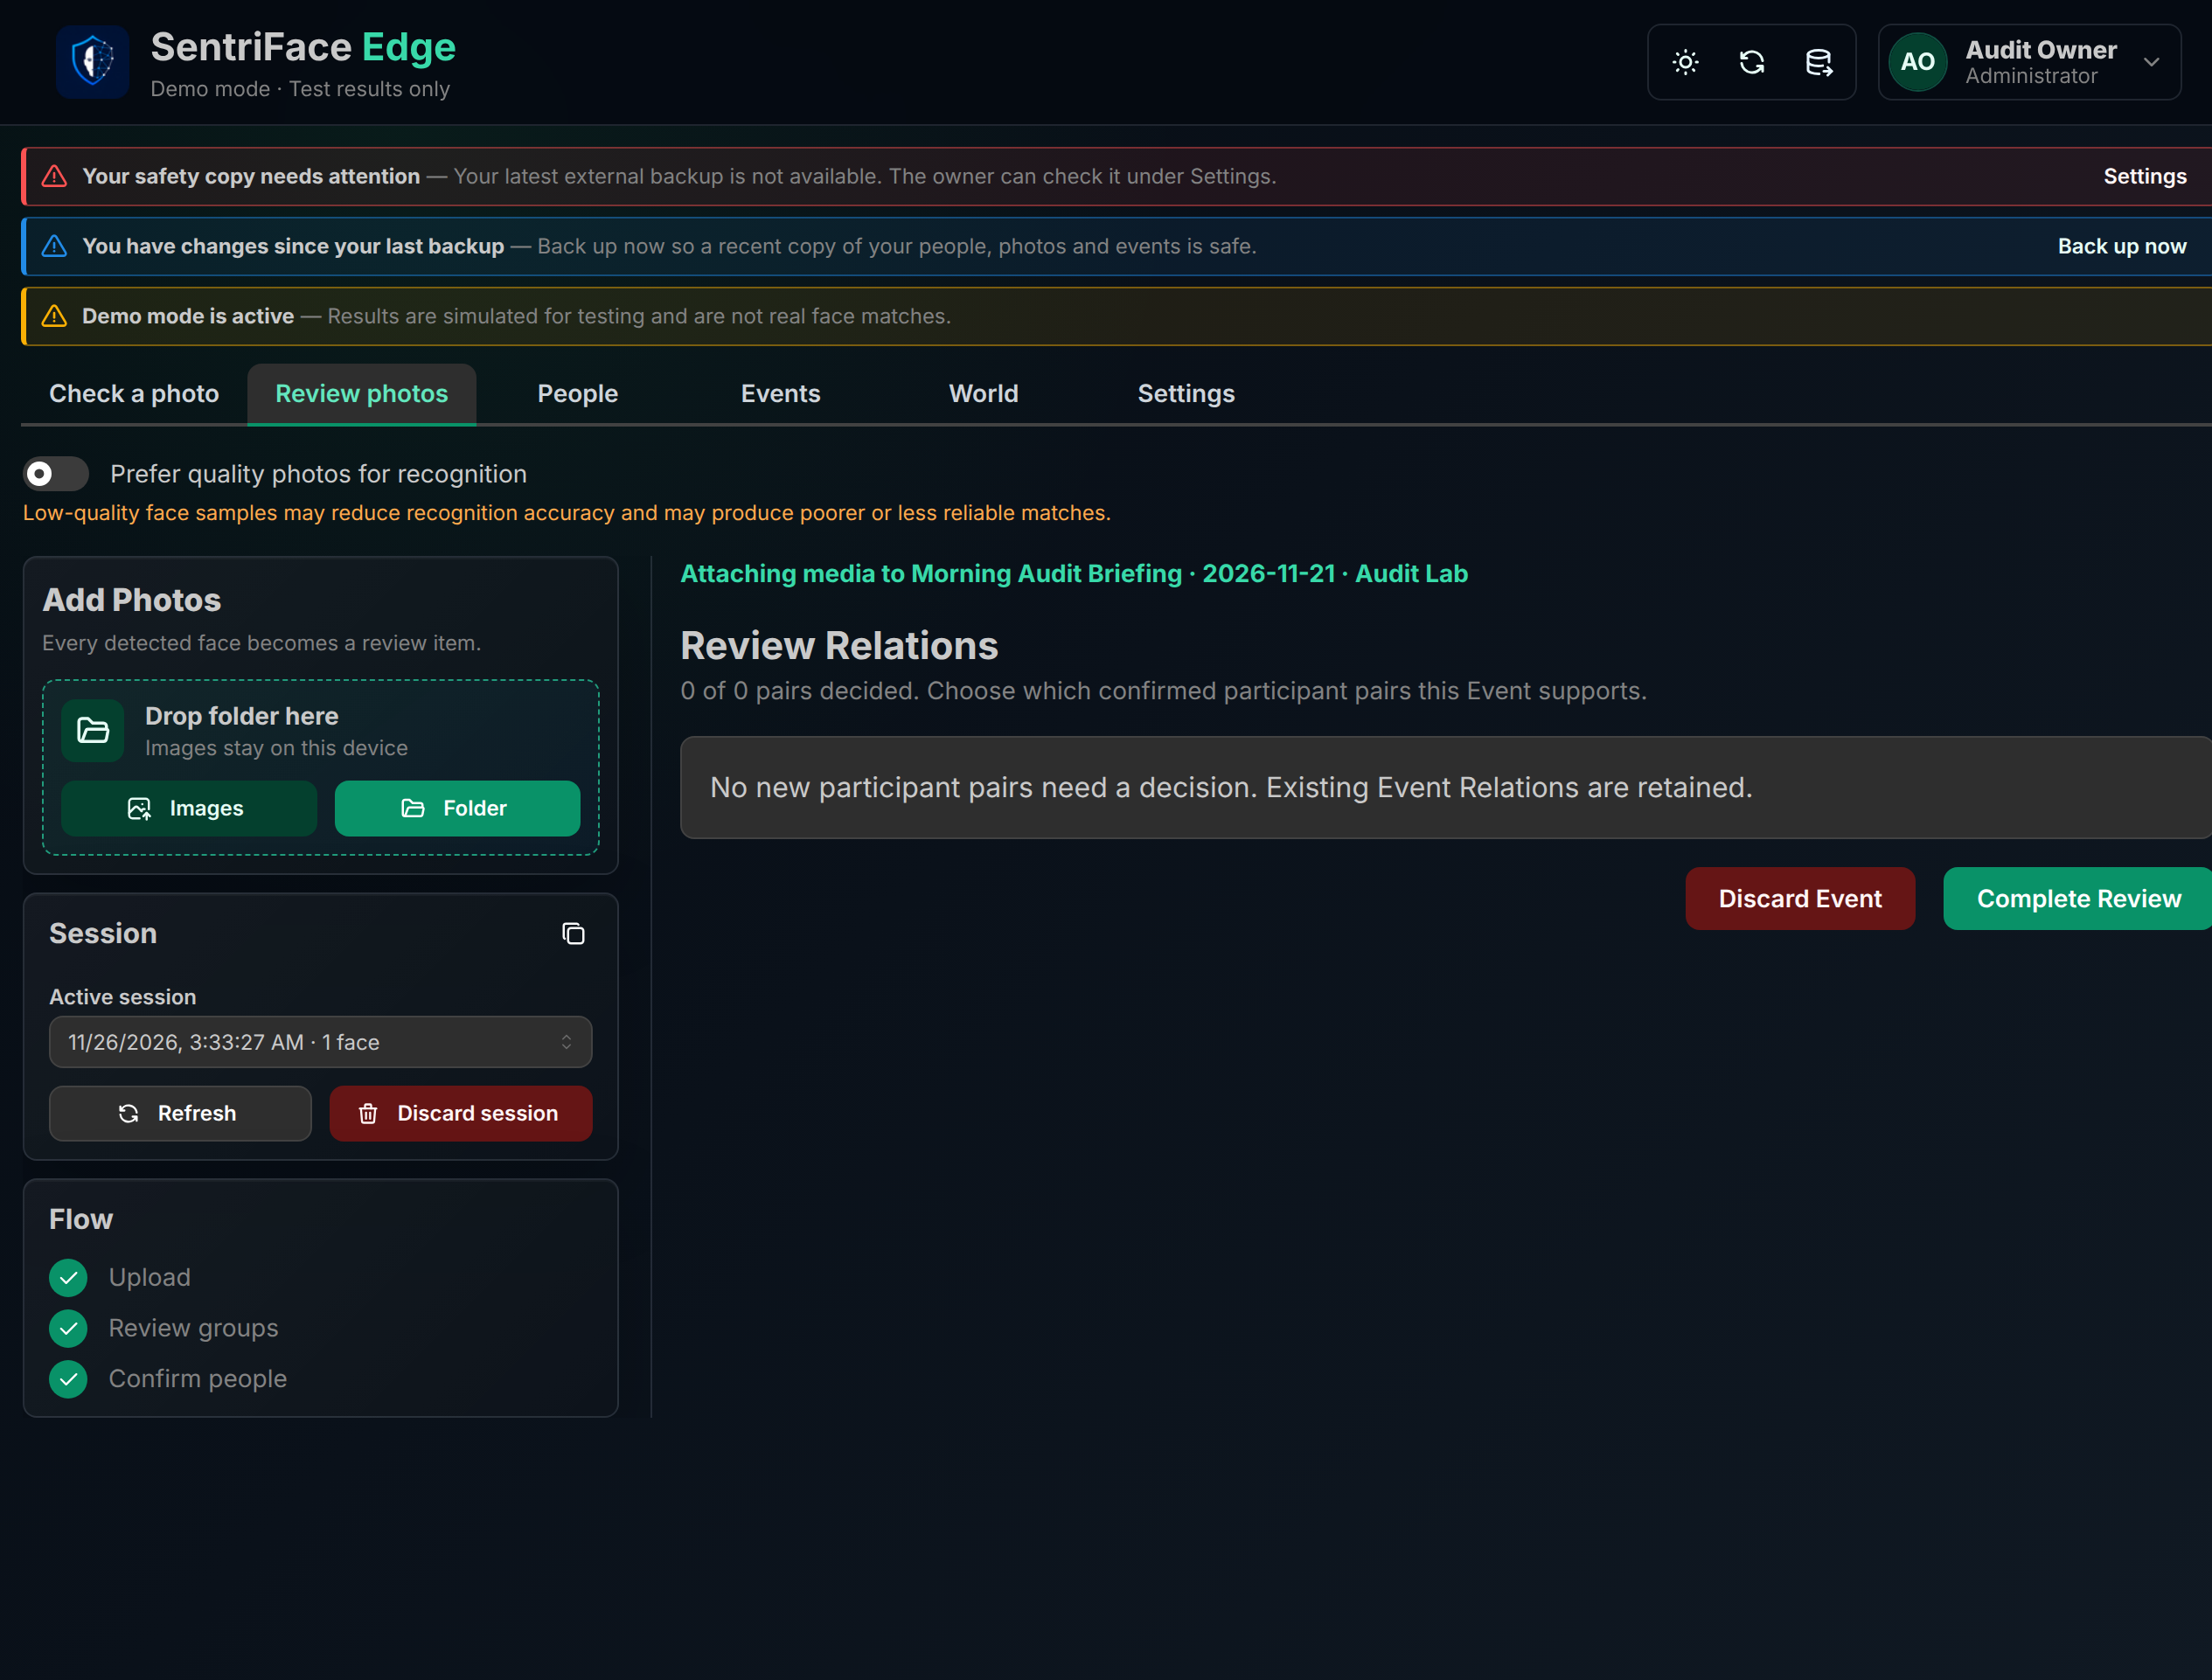 SentriFace Edge
Demo mode · Test results only
AO
Audit Owner
Administrator
Your safety copy needs attention — Your latest external backup is not available. The owner can check it under Settings.
Settings
You have changes since your last backup — Back up now so a recent copy of your people, photos and events is safe.
Back up now
Demo mode is active — Results are simulated for testing and are not real face matches.
Check a photo
Review photos
People
Events
World
Settings
Prefer quality photos for recognition
Low-quality face samples may reduce recognition accuracy and may produce poorer or less reliable matches.
Add Photos
Every detected face becomes a review item.
Drop folder here
Images stay on this device
Images
Folder
Session
Active session
11/26/2026, 3:33:27 AM · 1 face
Refresh
Discard session
Flow
Upload
Review groups
Confirm people
Attaching media to Morning Audit Briefing · 2026-11-21 · Audit Lab
Review Relations
0 of 0 pairs decided. Choose which confirmed participant pairs this Event supports.
No new participant pairs need a decision. Existing Event Relations are retained.
Discard Event
Complete Review